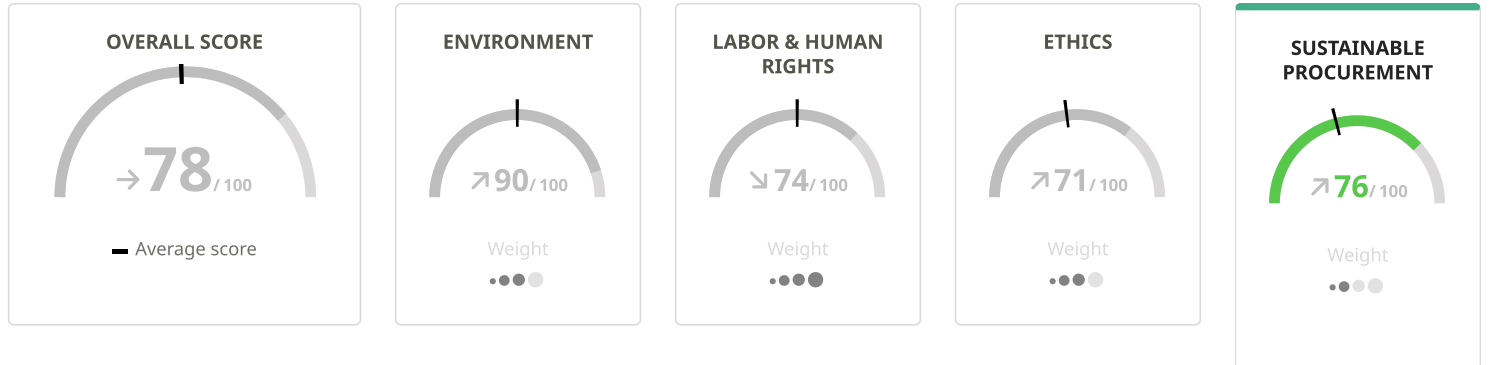 OVERALL SCORE
78 / 100
Average score
ENVIRONMENT
90 / 100
Weight
LABOR & HUMAN
RIGHTS
74 / 100
Weight
ETHICS
71 / 100
Weight
SUSTAINABLE
PROCUREMENT
76 / 100
Weight